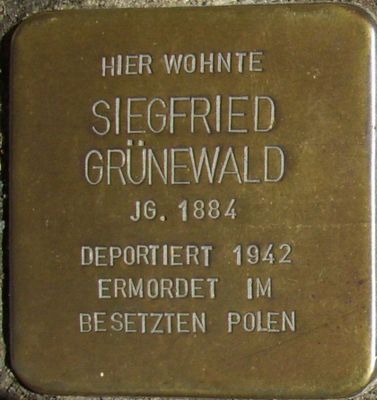 HIER WOHNTE
SIEGFRIED
GRÜNEWALD
JG. 1884
DEPORTIERT 1942
ERMORDET IM
BESETZTEN POLEN